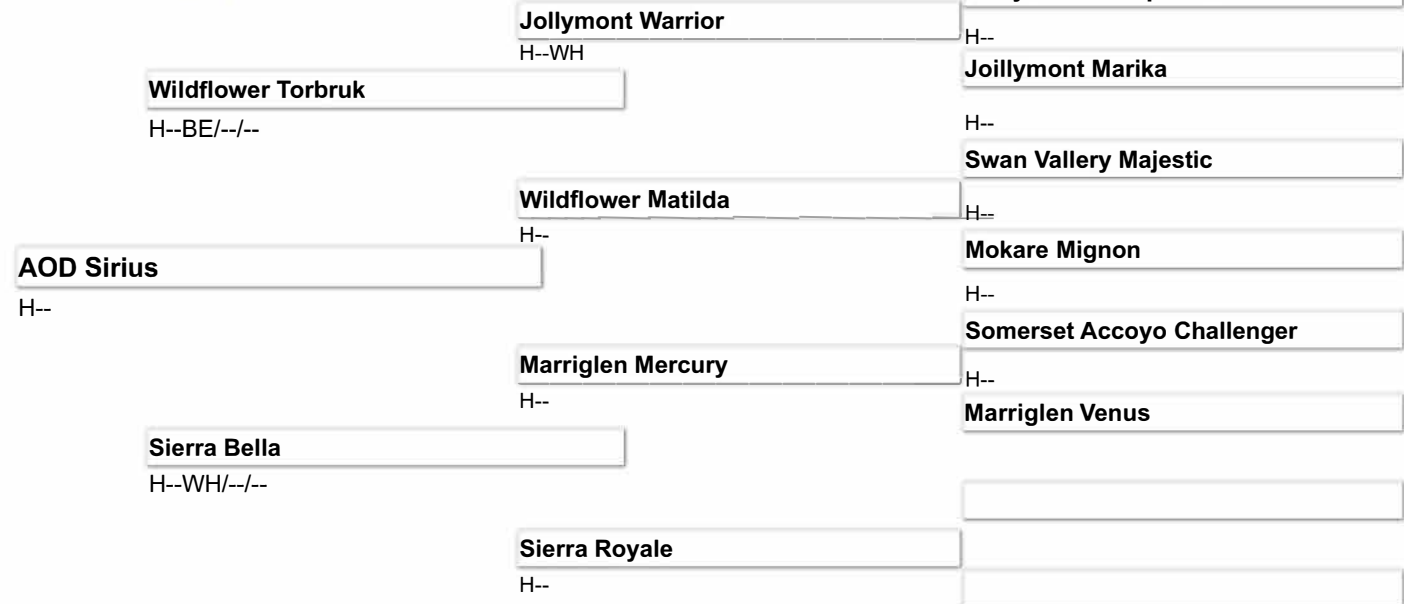 Jollymont Warrior
H--
H--WH
Joillymont Marika
Wildflower Torbruk
H--BE/--/--
H--
Swan Vallery Majestic
Wildflower Matilda
H--
H--
Mokare Mignon
AOD Sirius
H--
H--
Somerset Accoyo Challenger
Marriglen Mercury
H--
H--
Marriglen Venus
Sierra Bella
H--WH/--/--
Sierra Royale
H--